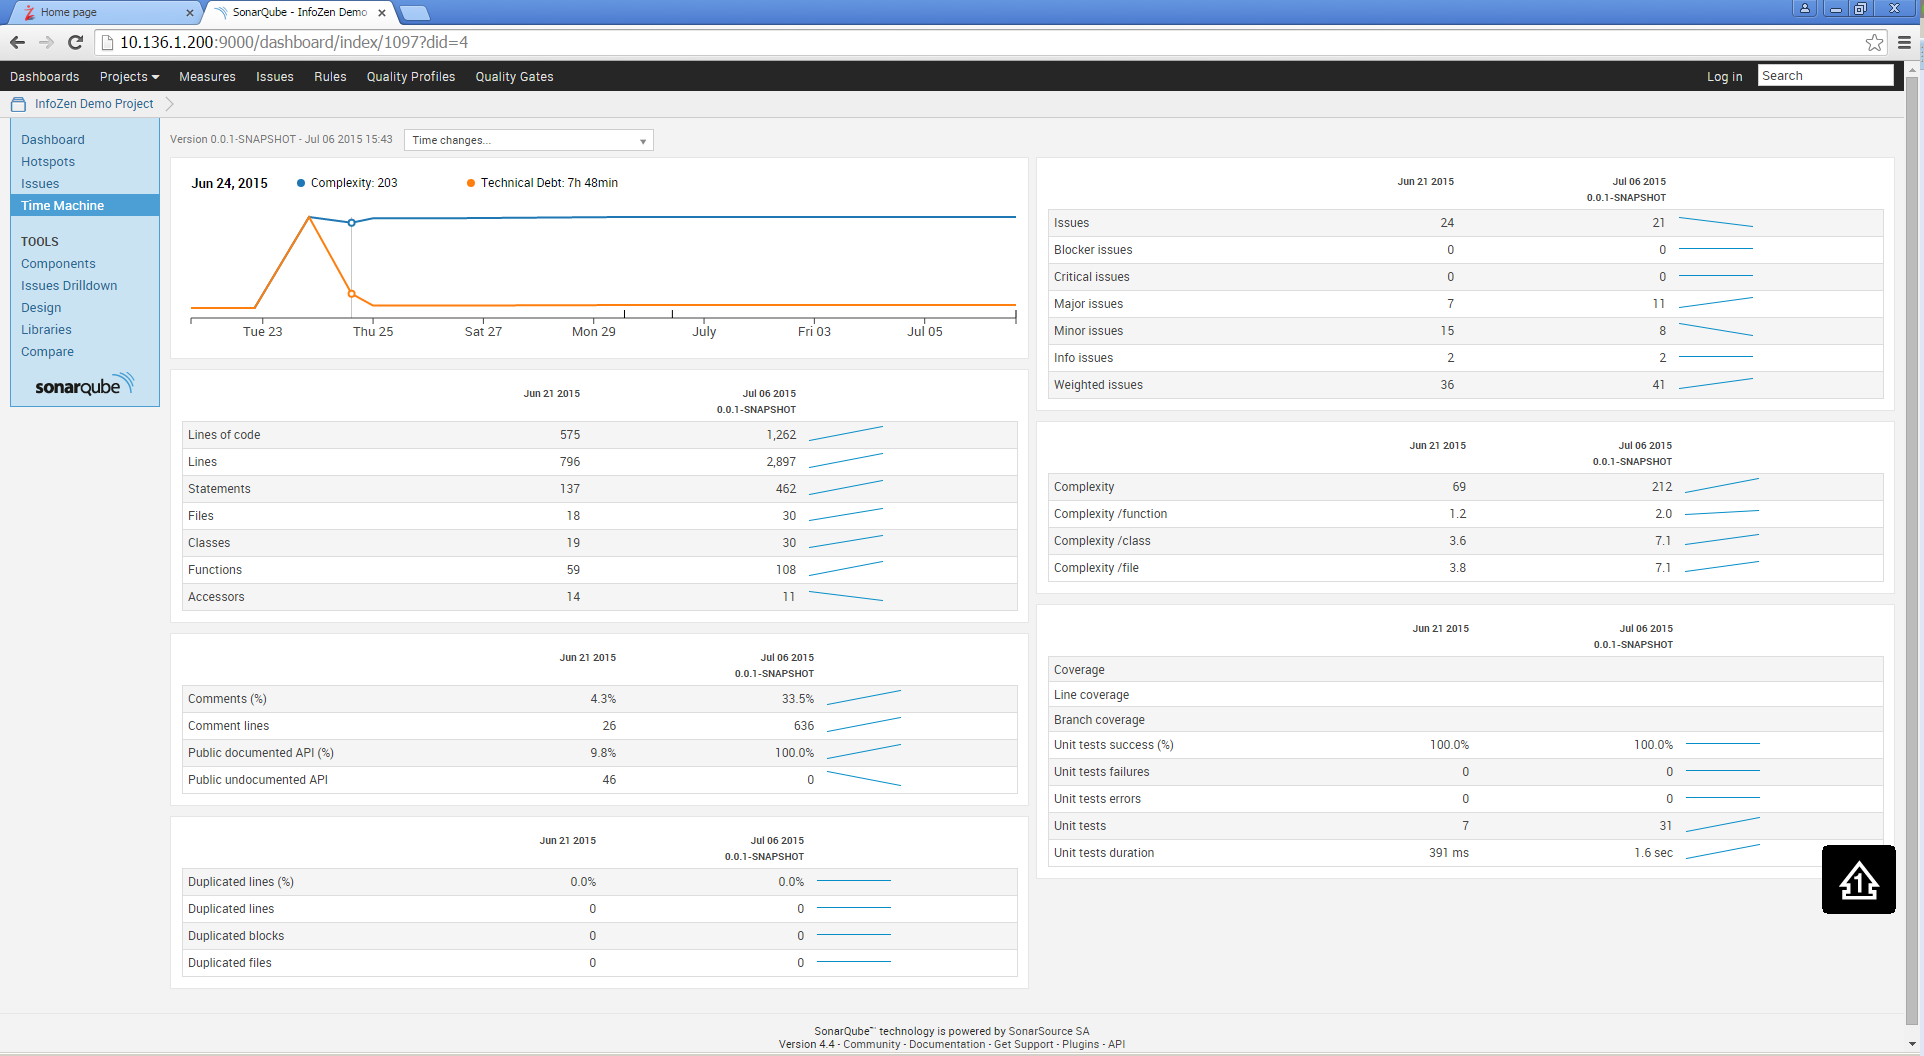 Home page
SonarQube - InfoZen Demo
10.136.1.200:9000/dashboard/index/1097?did=4
Dashboards Projects Measures Issues Rules Quality Profiles Quality Gates Log in Search
InfoZen Demo Project
Dashboard
Hotspots
Issues
Time Machine
TOOLS
Components
Issues Drilldown
Design
Libraries
Compare
sonarqube
Version 0.0.1-SNAPSHOT - Jul 06 2015 15:43 Time changes...
Jun 24, 2015 Complexity: 203 Technical Debt: 7h 48min
Tue 23 Thu 25 Sat 27 Mon 29 July Fri 03 Jul 05
Jun 21 2015 Jul 06 2015
0.0.1-SNAPSHOT
Lines of code 575 1,262
Lines 796 2,897
Statements 137 462
Files 18 30
Classes 19 30
Functions 59 108
Accessors 14 11
Jun 21 2015 Jul 06 2015
0.0.1-SNAPSHOT
Comments (%) 4.3% 33.5%
Comment lines 26 636
Public documented API (%) 9.8% 100.0%
Public undocumented API 46 0
Jun 21 2015 Jul 06 2015
0.0.1-SNAPSHOT
Duplicated lines (%) 0.0% 0.0%
Duplicated lines 0 0
Duplicated blocks 0 0
Duplicated files 0 0
Jun 21 2015 Jul 06 2015
0.0.1-SNAPSHOT
Issues 24 21
Blocker issues 0 0
Critical issues 0 0
Major issues 7 11
Minor issues 15 8
Info issues 2 2
Weighted issues 36 41
Jun 21 2015 Jul 06 2015
0.0.1-SNAPSHOT
Complexity 69 212
Complexity /function 1.2 2.0
Complexity /class 3.6 7.1
Complexity /file 3.8 7.1
Jun 21 2015 Jul 06 2015
0.0.1-SNAPSHOT
Coverage
Line coverage
Branch coverage
Unit tests success (%) 100.0% 100.0%
Unit tests failures 0 0
Unit tests errors 0 0
Unit tests 7 31
Unit tests duration 391 ms 1.6 sec
1
SonarQube™ technology is powered by SonarSource SA
Version 4.4 - Community - Documentation - Get Support - Plugins - API